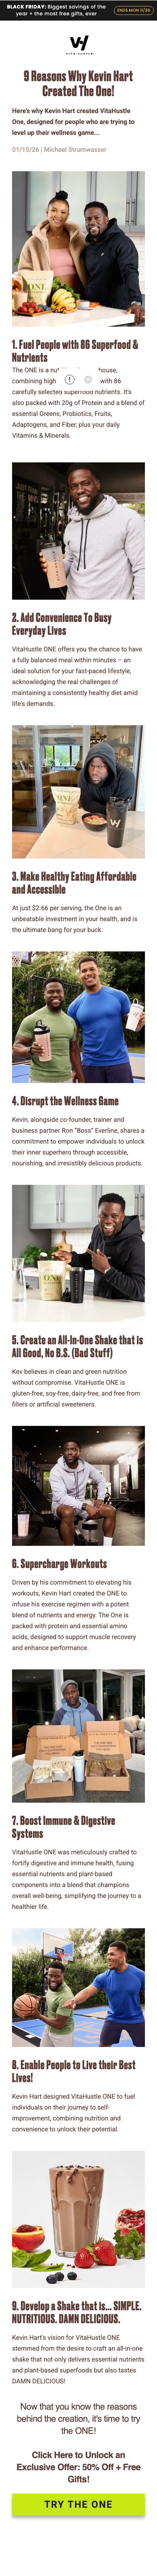 BLACK FRIDAY: Biggest savings of the
year + the most free gifts, ever
ENDS MON 11/30
VITA HUSTLE
9 Reasons Why Kevin Hart
Created The One!
Here's why Kevin Hart created VitaHustle
One, designed for people who are trying to
level up their wellness game...
01/15/26 | Michael Strumwasser
1. Fuel People with 86 Superfood &
Nutrients
The ONE is a house,
combining high with 86
carefully selected superfood nutrients. It's
also packed with 20g of Protein and a blend of
essential Greens, Probiotics, Fruits,
Adaptogens, and Fiber, plus your daily
Vitamins & Minerals.
2. Add Convenience To Busy
Everyday Lives
VitaHustle ONE offers you the chance to have
a fully balanced meal within minutes – an
ideal solution for your fast-paced lifestyle,
acknowledging the real challenges of
maintaining a consistently healthy diet amid
life's demands.
3. Make Healthy Eating Affordable
and Accessible
At just $2.66 per serving, the One is an
unbeatable investment in your health, and is
the ultimate bang for your buck.
4. Disrupt the Wellness Game
Kevin, alongside co-founder, trainer and
business partner Ron "Boss" Everline, shares a
commitment to empower individuals to unlock
their inner superhero through accessible,
nourishing, and irresistibly delicious products.
5. Create an All-In-One Shake that is
All Good, No B.S. (Bad Stuff)
Kev believes in clean and green nutrition
without compromise. VitaHustle ONE is
gluten-free, soy-free, dairy-free, and free from
fillers or artificial sweeteners.
6. Supercharge Workouts
Driven by his commitment to elevating his
workouts, Kevin Hart created the ONE to
infuse his exercise regimen with a potent
blend of nutrients and energy. The One is
packed with protein and essential amino
acids, designed to support muscle recovery
and enhance performance.
7. Boost Immune & Digestive
Systems
VitaHustle ONE was meticulously crafted to
fortify digestive and immune health, fusing
essential nutrients and plant-based
components into a blend that champions
overall well-being, simplifying the journey to a
healthier life.
8. Enable People to Live their Best
Lives!
Kevin Hart designed VitaHustle ONE to fuel
individuals on their journey to self-
improvement, combining nutrition and
convenience to unlock their potential.
9. Develop a Shake that is... SIMPLE.
NUTRITIOUS. DAMN DELICIOUS.
Kevin Hart's vision for VitaHustle ONE
stemmed from the desire to craft an all-in-one
shake that not only delivers essential nutrients
and plant-based superfoods but also tastes
DAMN DELICIOUS!
Now that you know the reasons
behind the creation, it's time to try
the ONE!
Click Here to Unlock an
Exclusive Offer: 50% Off + Free
Gifts!
TRY THE ONE